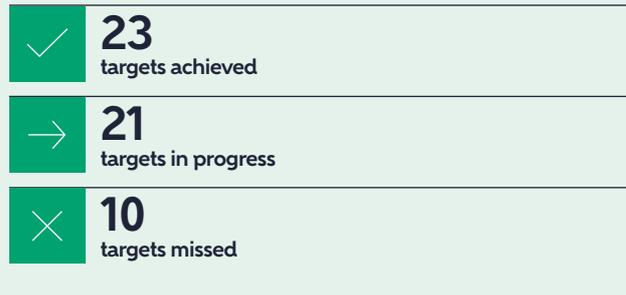 23
targets achieved
21
targets in progress
10
targets missed